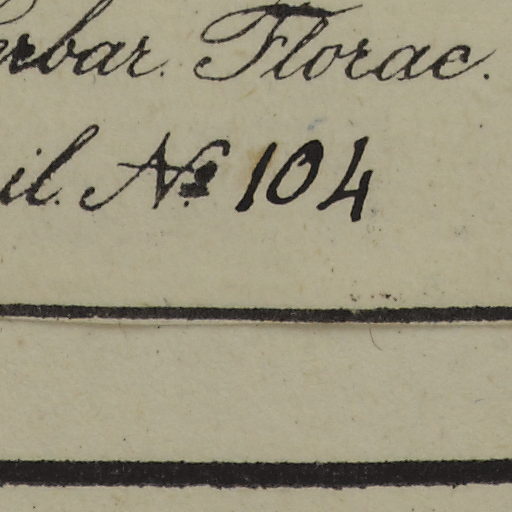 erbar. Florae.
il. No 104